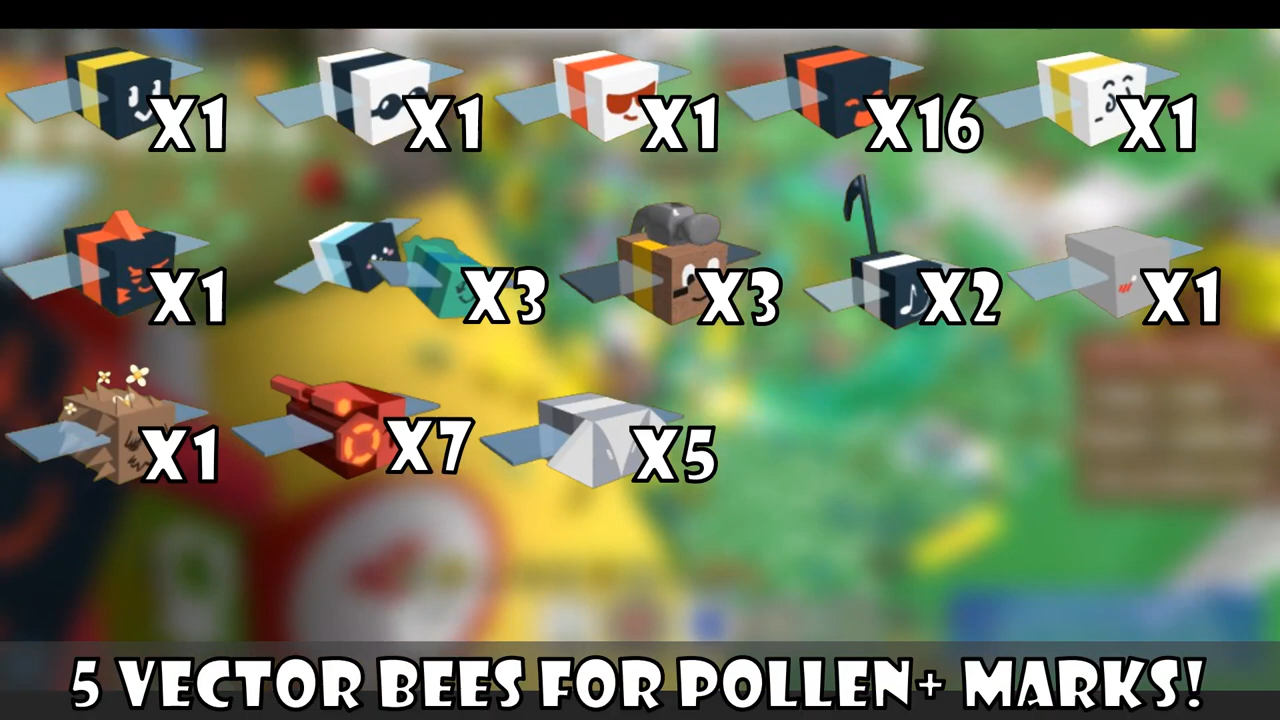 X1 X1 X1 X16 X1
X1 X3 X3 X2 X1
X1 X7 X5
5 VECTOR BEES FOR POLLEN+ MARKS!